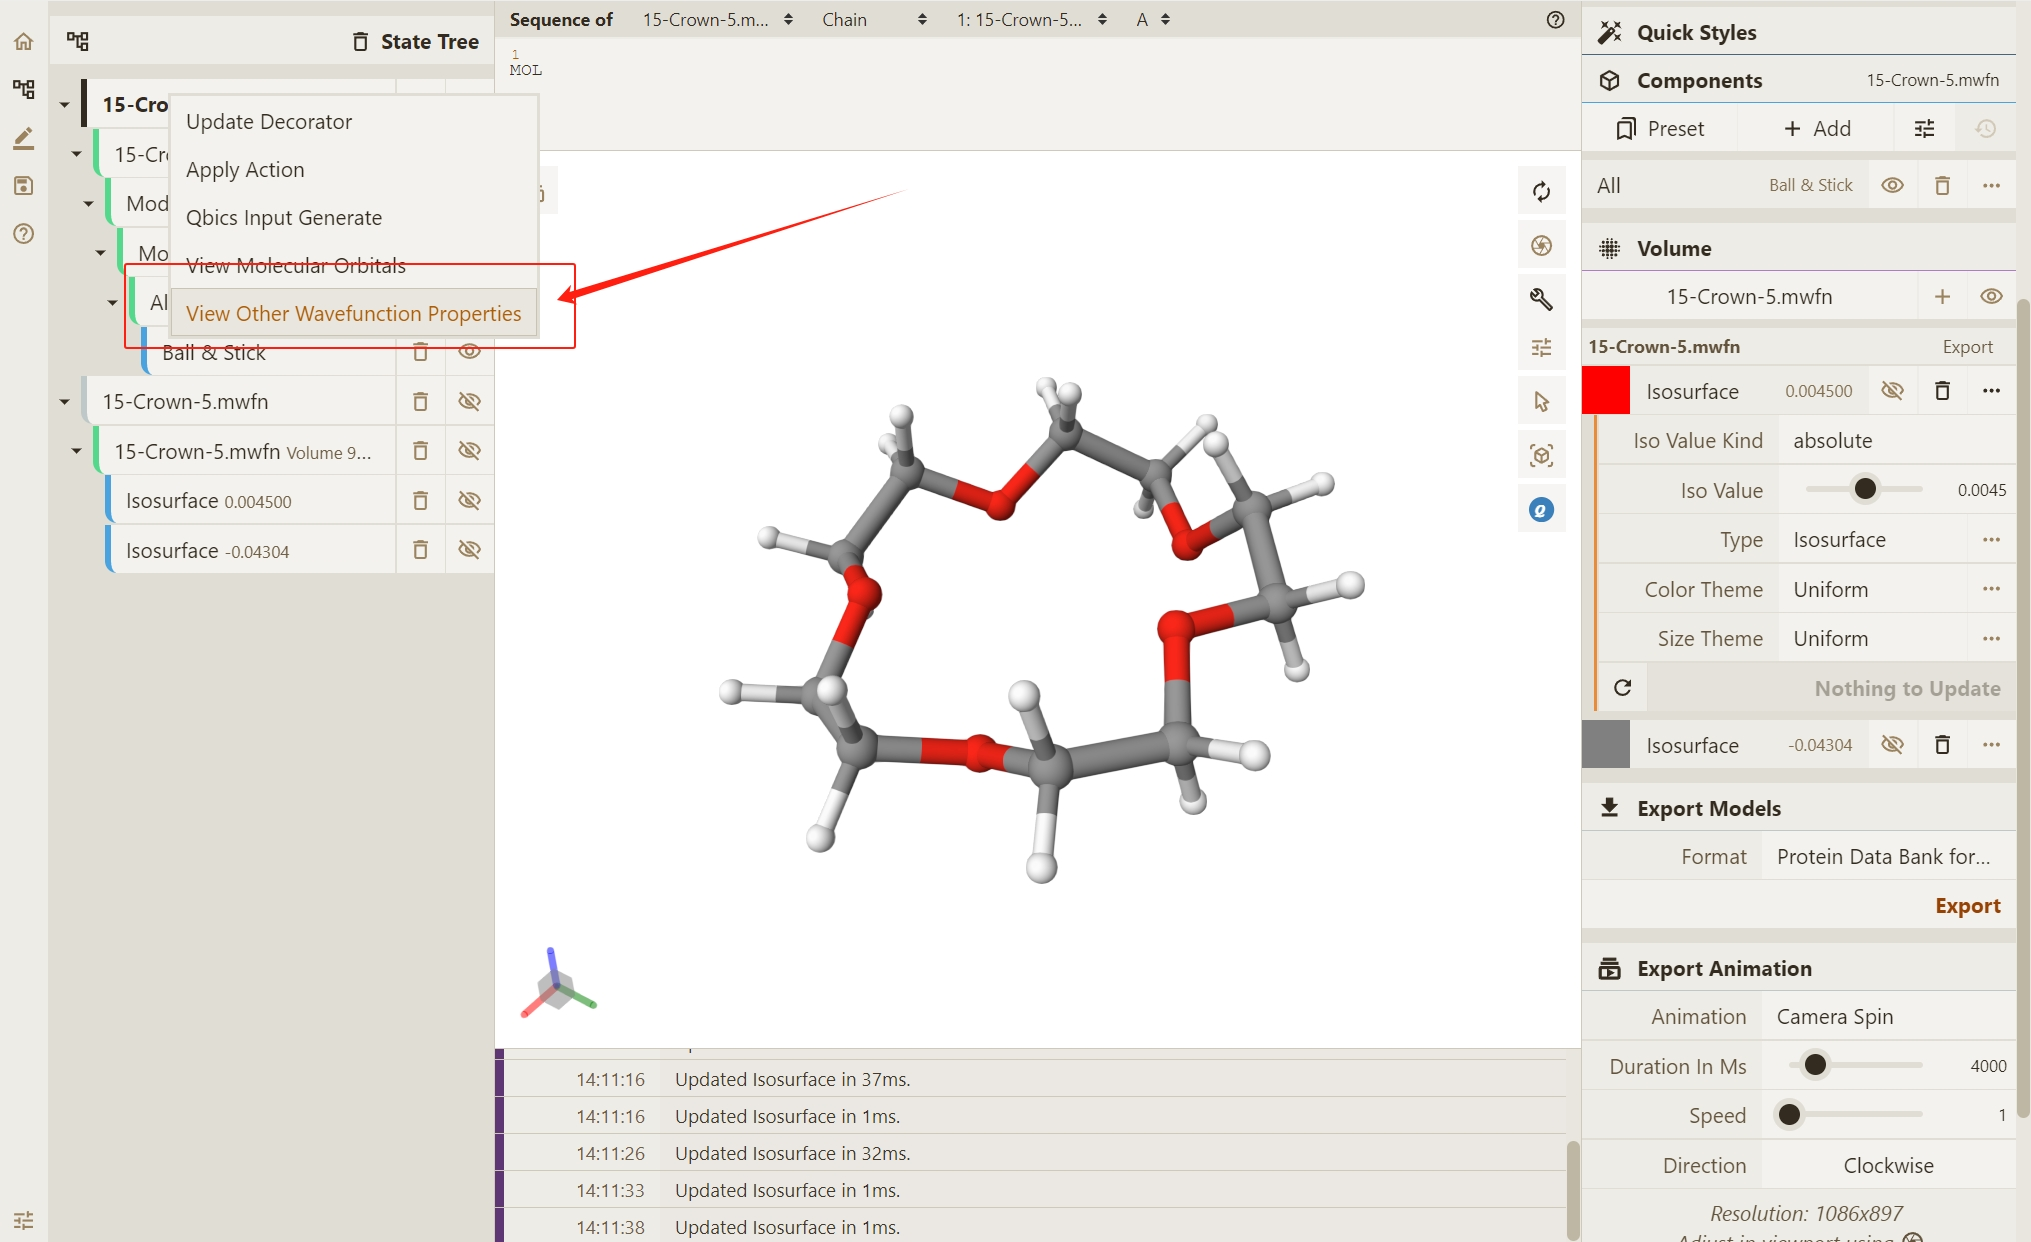 State Tree
15-Cro
15-Cr
Mod
Mo
Al
Ball & Stick
15-Crown-5.mwfn
15-Crown-5.mwfn Volume 9...
Isosurface 0.004500
Isosurface -0.04304
Update Decorator
Apply Action
Qbics Input Generate
View Molecular Orbitals
View Other Wavefunction Properties
Sequence of 15-Crown-5.m... Chain 1: 15-Crown-5... A
1
MOL
14:11:16 Updated Isosurface in 37ms.
14:11:16 Updated Isosurface in 1ms.
14:11:26 Updated Isosurface in 32ms.
14:11:33 Updated Isosurface in 1ms.
14:11:38 Updated Isosurface in 1ms.
Quick Styles
Components 15-Crown-5.mwfn
Preset + Add
All Ball & Stick
Volume
15-Crown-5.mwfn
15-Crown-5.mwfn Export
Isosurface 0.004500
Iso Value Kind absolute
Iso Value 0.0045
Type Isosurface
Color Theme Uniform
Size Theme Uniform
Nothing to Update
Isosurface -0.04304
Export Models
Format Protein Data Bank for...
Export
Export Animation
Animation Camera Spin
Duration In Ms 4000
Speed 1
Direction Clockwise
Resolution: 1086x897
Adjust in viewport using